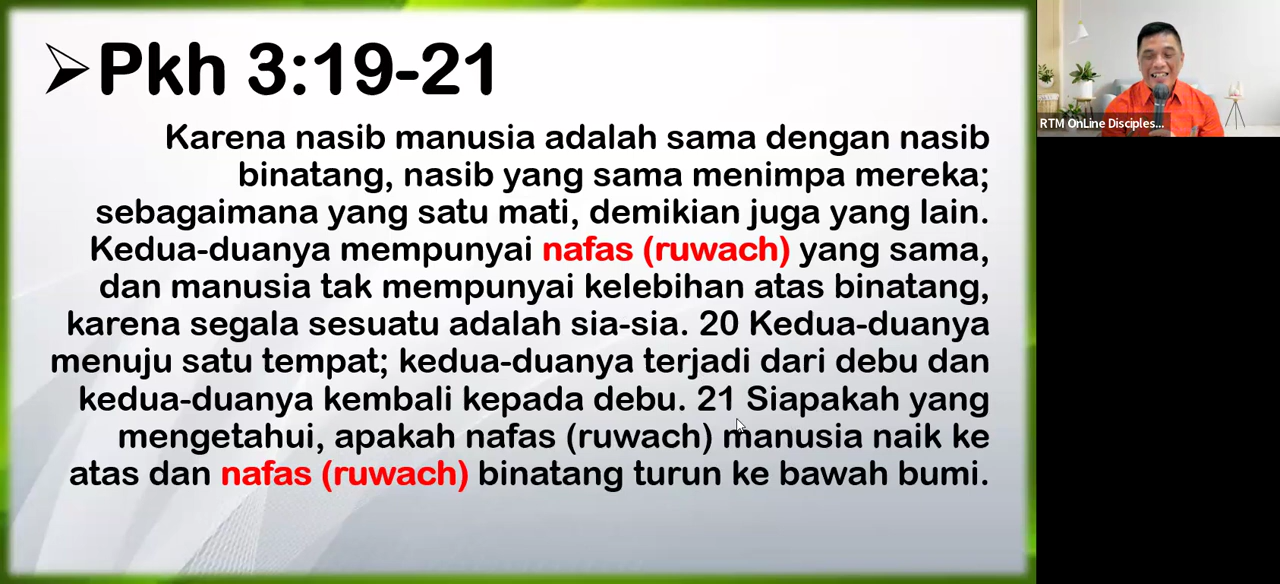 Pkh 3:19-21
Karena nasib manusia adalah sama dengan nasib
binatang, nasib yang sama menimpa mereka;
sebagaimana yang satu mati, demikian juga yang lain.
Kedua-duanya mempunyai nafas (ruwach) yang sama,
dan manusia tak mempunyai kelebihan atas binatang,
karena segala sesuatu adalah sia-sia. 20 Kedua-duanya
menuju satu tempat; kedua-duanya terjadi dari debu dan
kedua-duanya kembali kepada debu. 21 Siapakah yang
mengetahui, apakah nafas (ruwach) manusia naik ke
atas dan nafas (ruwach) binatang turun ke bawah bumi.
RTM OnLine Disciples...